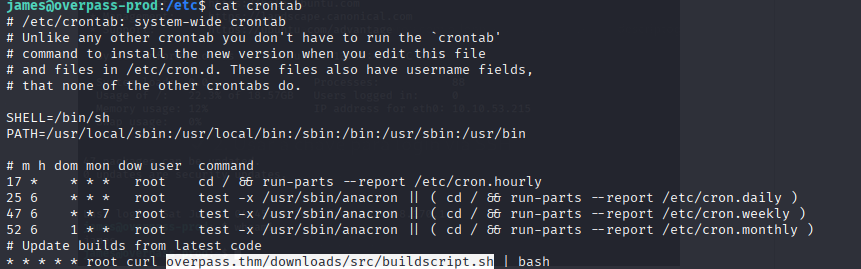 james@overpass-prod:/etc$ cat crontab
# /etc/crontab: system-wide crontab
# Unlike any other crontab you don't have to run the `crontab'
# command to install the new version when you edit this file
# and files in /etc/cron.d. These files also have username fields,
# that none of the other crontabs do.
SHELL=/bin/sh
PATH=/usr/local/sbin:/usr/local/bin:/sbin:/bin:/usr/sbin:/usr/bin
# m h dom mon dow user  command
17 *    * * *   root    cd / && run-parts --report /etc/cron.hourly
25 6    * * *   root    test -x /usr/sbin/anacron || ( cd / && run-parts --report /etc/cron.daily )
47 6    * * 7   root    test -x /usr/sbin/anacron || ( cd / && run-parts --report /etc/cron.weekly )
52 6    1 * *   root    test -x /usr/sbin/anacron || ( cd / && run-parts --report /etc/cron.monthly )
# Update builds from latest code
* * * * * root curl overpass.thm/downloads/src/buildscript.sh | bash